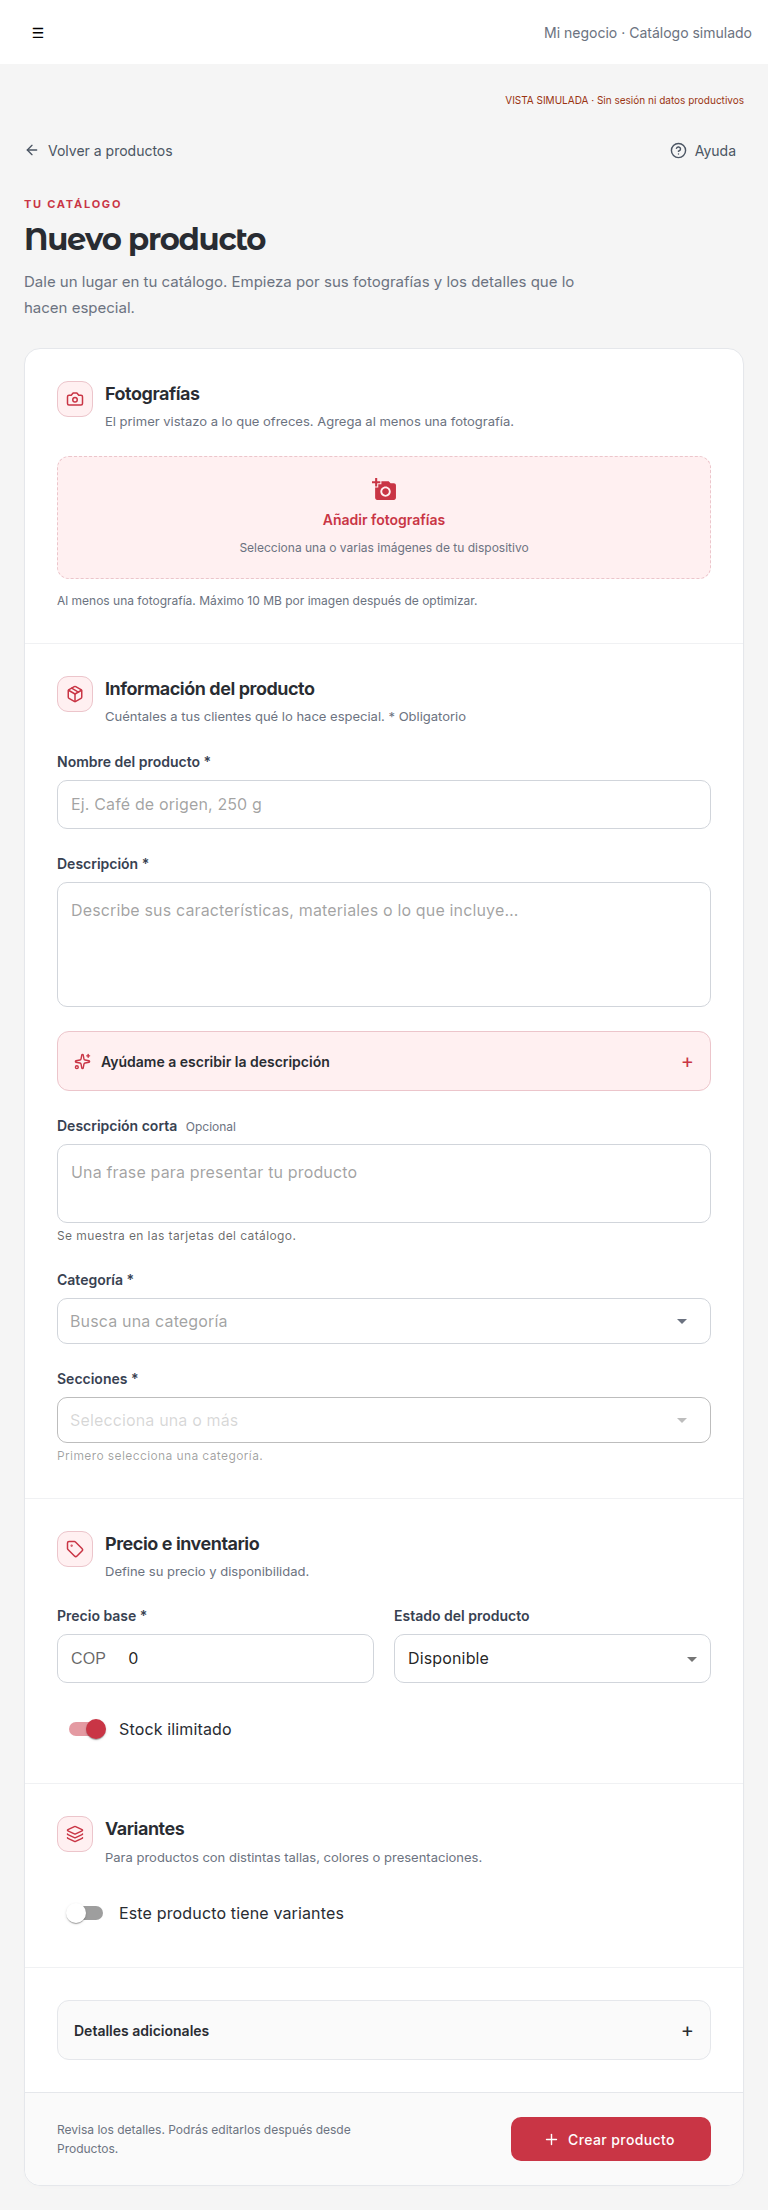 Mi negocio · Catálogo simulado
VISTA SIMULADA · Sin sesión ni datos productivos
Volver a productos
Ayuda
TU CATÁLOGO
Nuevo producto
Dale un lugar en tu catálogo. Empieza por sus fotografías y los detalles que lo
hacen especial.
Fotografías
El primer vistazo a lo que ofreces. Agrega al menos una fotografía.
Añadir fotografías
Selecciona una o varias imágenes de tu dispositivo
Al menos una fotografía. Máximo 10 MB por imagen después de optimizar.
Información del producto
Cuéntales a tus clientes qué lo hace especial. * Obligatorio
Nombre del producto *
Ej. Café de origen, 250 g
Descripción *
Describe sus características, materiales o lo que incluye...
Ayúdame a escribir la descripción +
Descripción corta Opcional
Una frase para presentar tu producto
Se muestra en las tarjetas del catálogo.
Categoría *
Busca una categoría
Secciones *
Selecciona una o más
Primero selecciona una categoría.
Precio e inventario
Define su precio y disponibilidad.
Precio base *
Estado del producto
COP 0
Disponible
Stock ilimitado
Variantes
Para productos con distintas tallas, colores o presentaciones.
Este producto tiene variantes
Detalles adicionales +
Revisa los detalles. Podrás editarlos después desde
Productos.
+ Crear producto